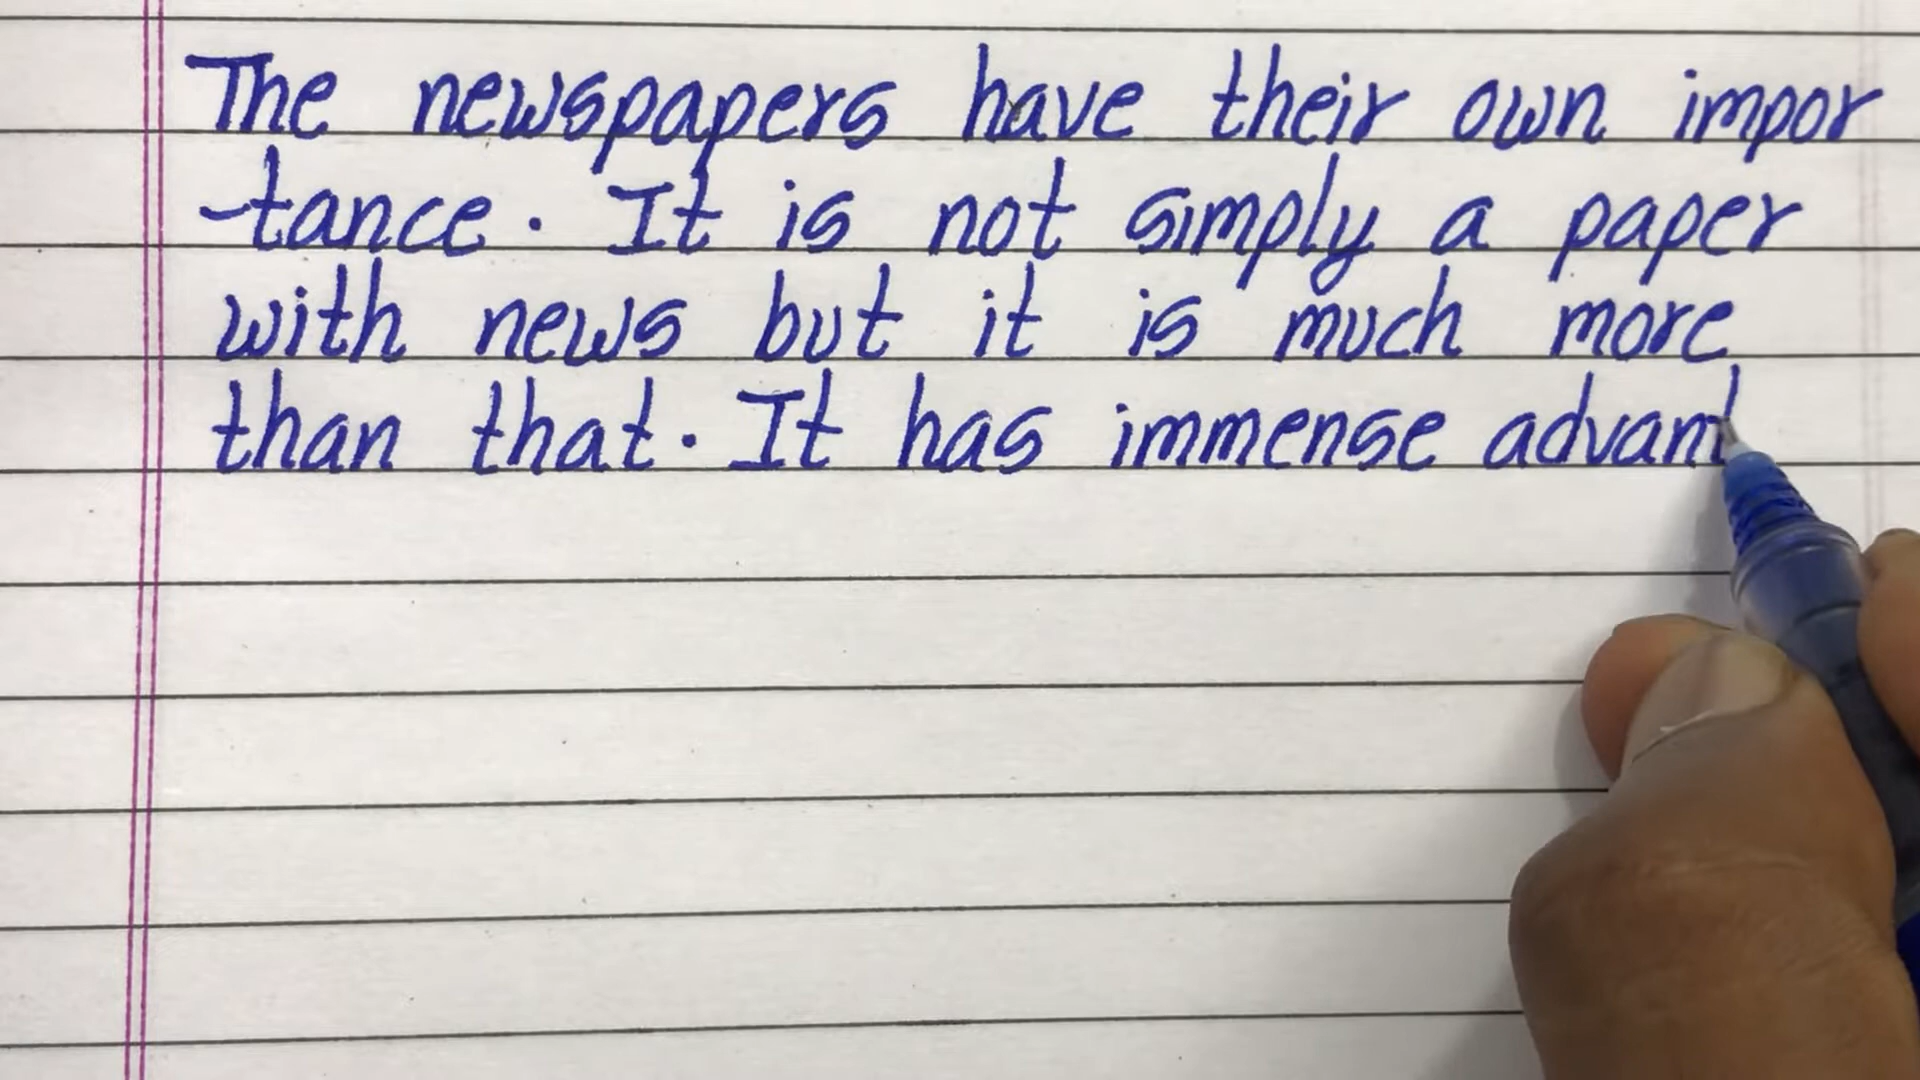 The newspapers have their own impor
-tance. It is not simply a paper
with news but it is much more
than that. It has immense advant